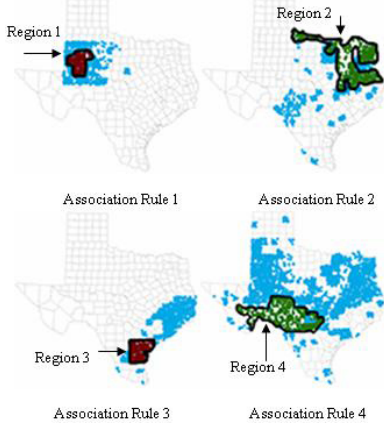 Region 1
Region 2
Association Rule 1
Association Rule 2
Region 3
Region 4
Association Rule 3
Association Rule 4